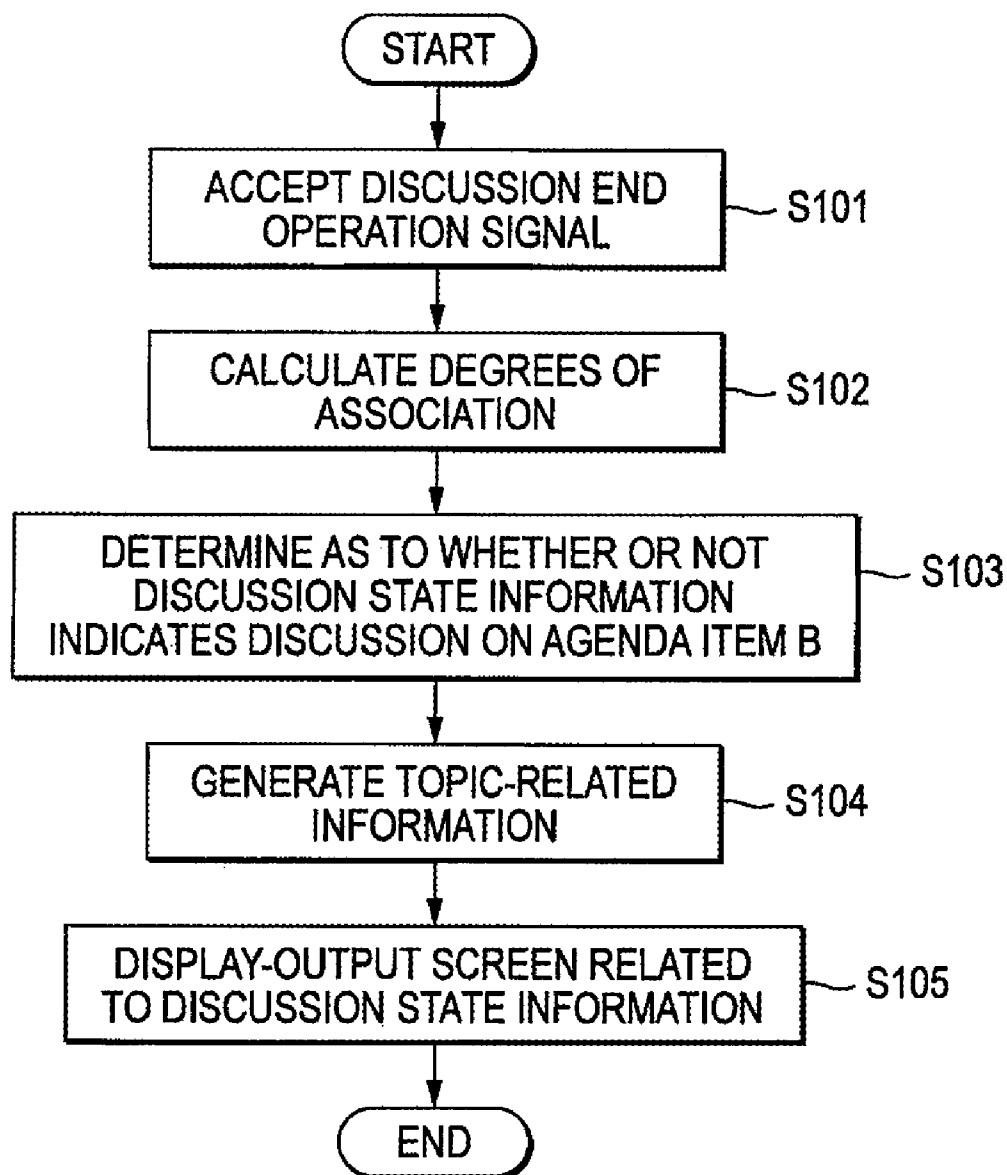 START
ACCEPT DISCUSSION END
OPERATION SIGNAL
S101
CALCULATE DEGREES OF
ASSOCIATION
S102
DETERMINE AS TO WHETHER OR NOT
DISCUSSION STATE INFORMATION
INDICATES DISCUSSION ON AGENDA ITEM B
S103
GENERATE TOPIC-RELATED
INFORMATION
S104
DISPLAY-OUTPUT SCREEN RELATED
TO DISCUSSION STATE INFORMATION
S105
END